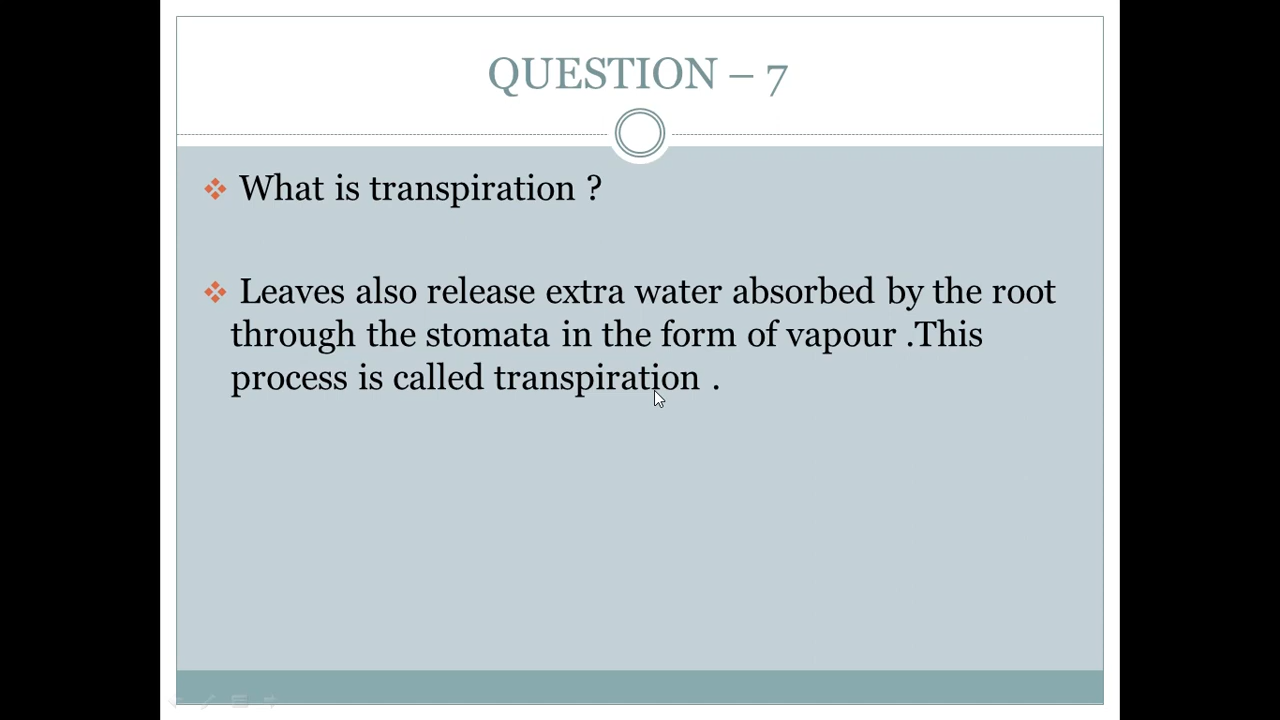 QUESTION – 7
What is transpiration ?
Leaves also release extra water absorbed by the root
through the stomata in the form of vapour .This
process is called transpiration .